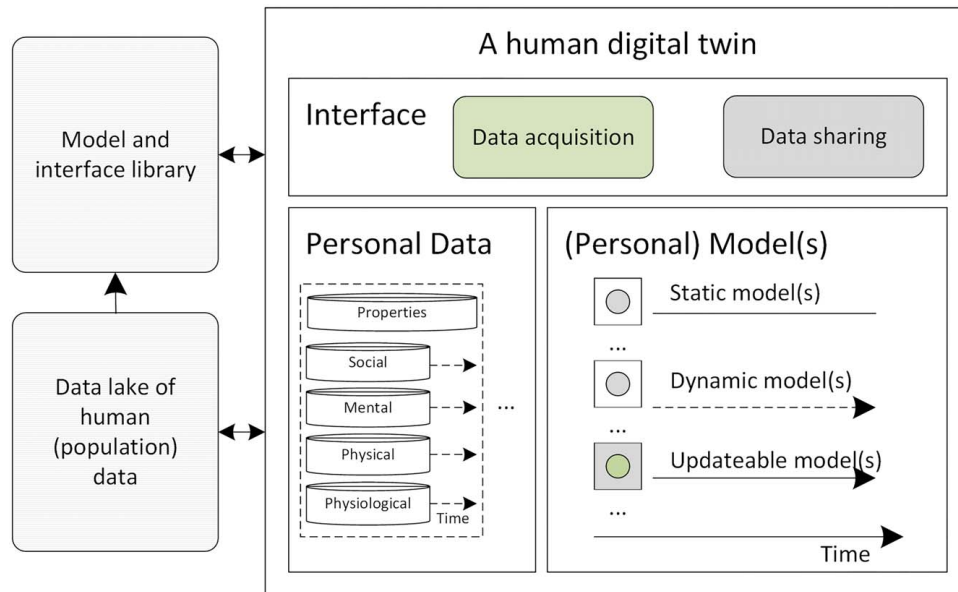 A human digital twin
Model and
interface library
Interface
Data acquisition
Data sharing
Data lake of
human
(population)
data
Personal Data
Properties
Social
Mental
Physical
Physiological
Time
...
(Personal) Model(s)
Static model(s)
...
Dynamic model(s)
...
Updateable model(s)
...
Time